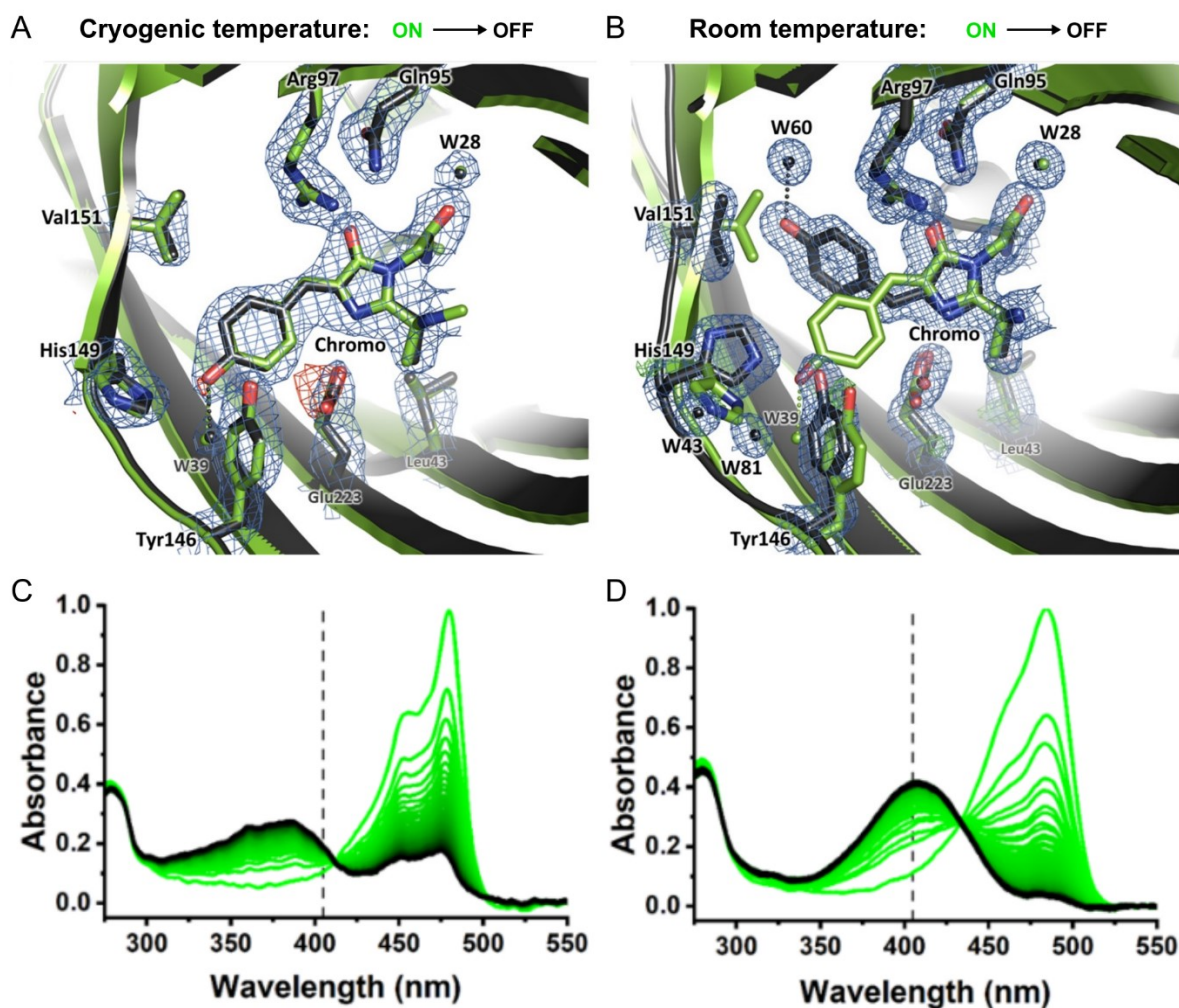 A Cryogenic temperature: ON → OFF
Arg97
Gln95
W28
Val151
His149
Chromo
W39
Leu43
Glu223
Tyr146
B Room temperature: ON → OFF
Arg97
Gln95
W60
W28
Val151
His149
Chromo
W39
W43
W81
Leu43
Glu223
Tyr146
C
1.0
0.8
0.6
0.4
0.2
0.0
Absorbance
300 350 400 450 500 550
Wavelength (nm)
D
1.0
0.8
0.6
0.4
0.2
0.0
Absorbance
300 350 400 450 500 550
Wavelength (nm)